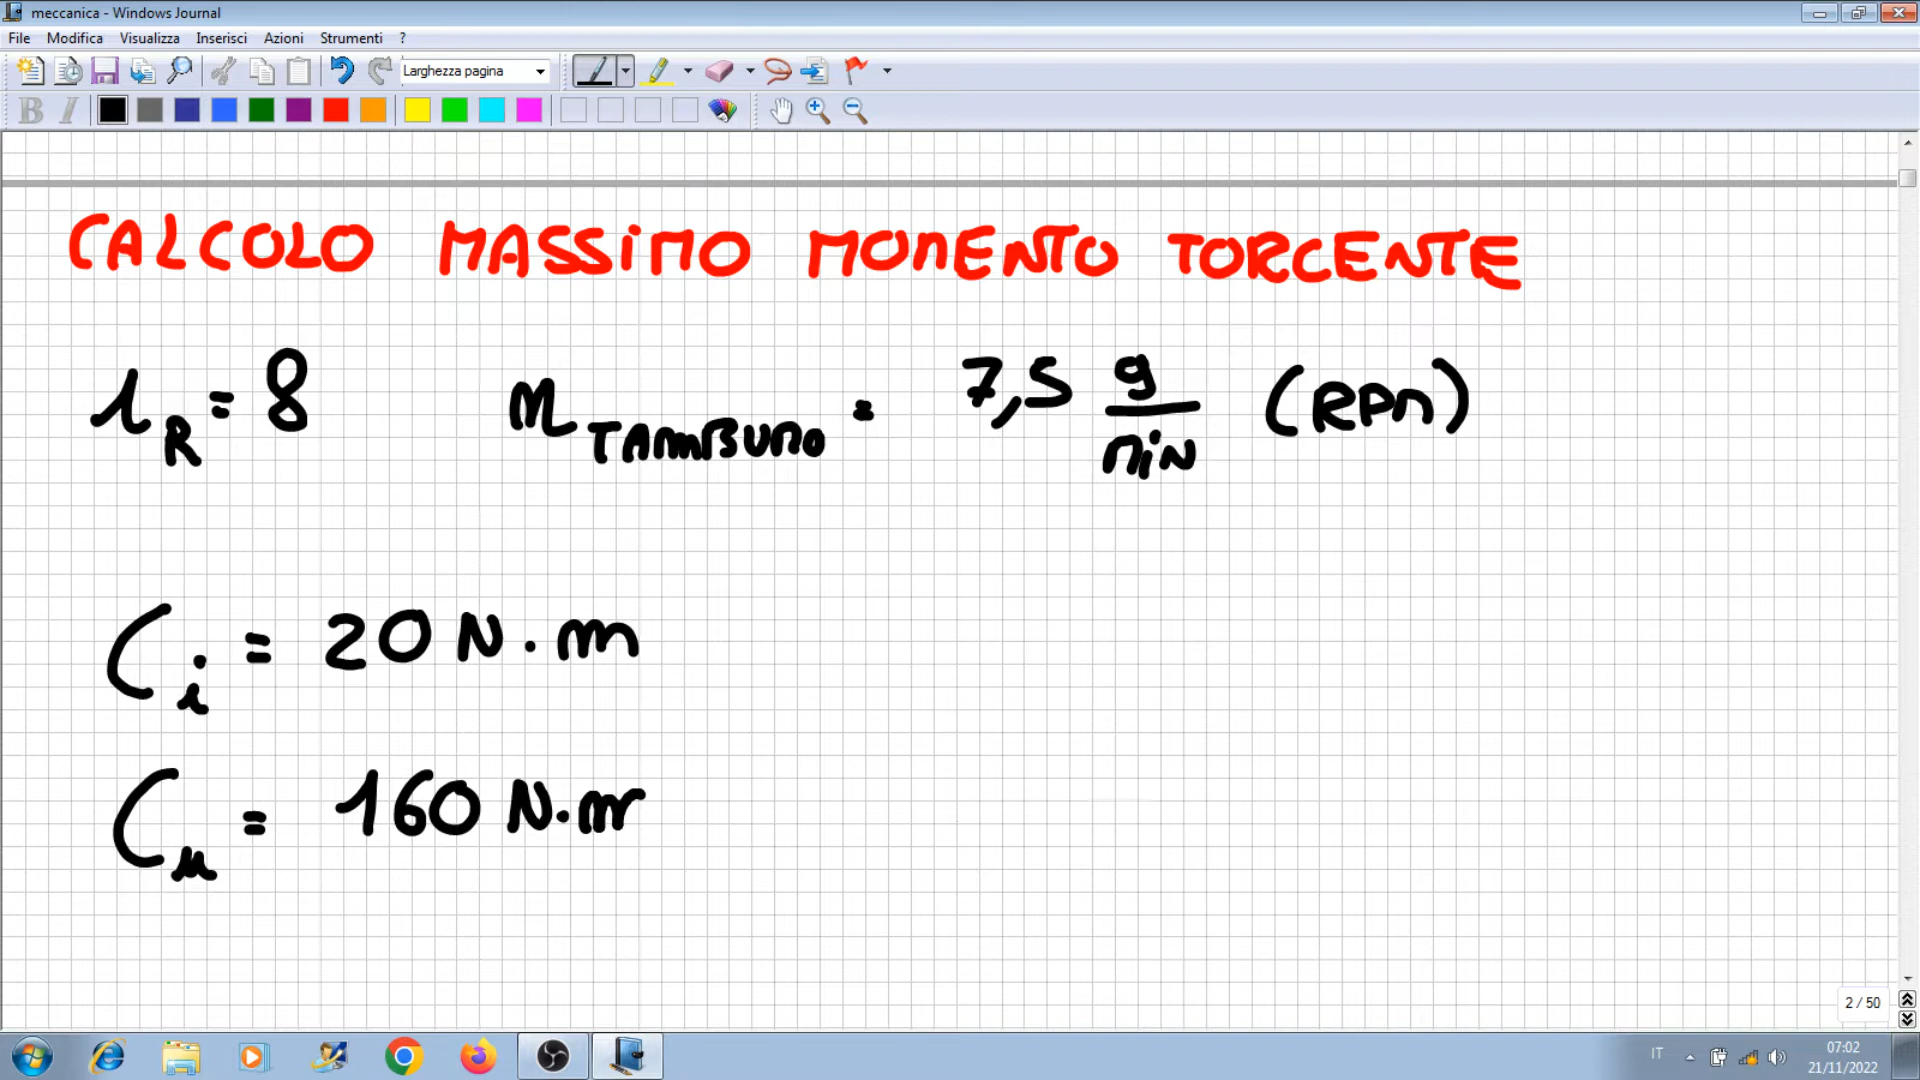 meccanica - Windows Journal
File Modifica Visualizza Inserisci Azioni Strumenti ?
Larghezza pagina
B I
CALCOLO MASSIMO MOMENTO TORCENTE
iR = 8 nTAMBURO = 7,5 g/min (RPM)
Ci = 20 N·m
Cu = 160 N·m
2 / 50
IT 07:02
21/11/2022